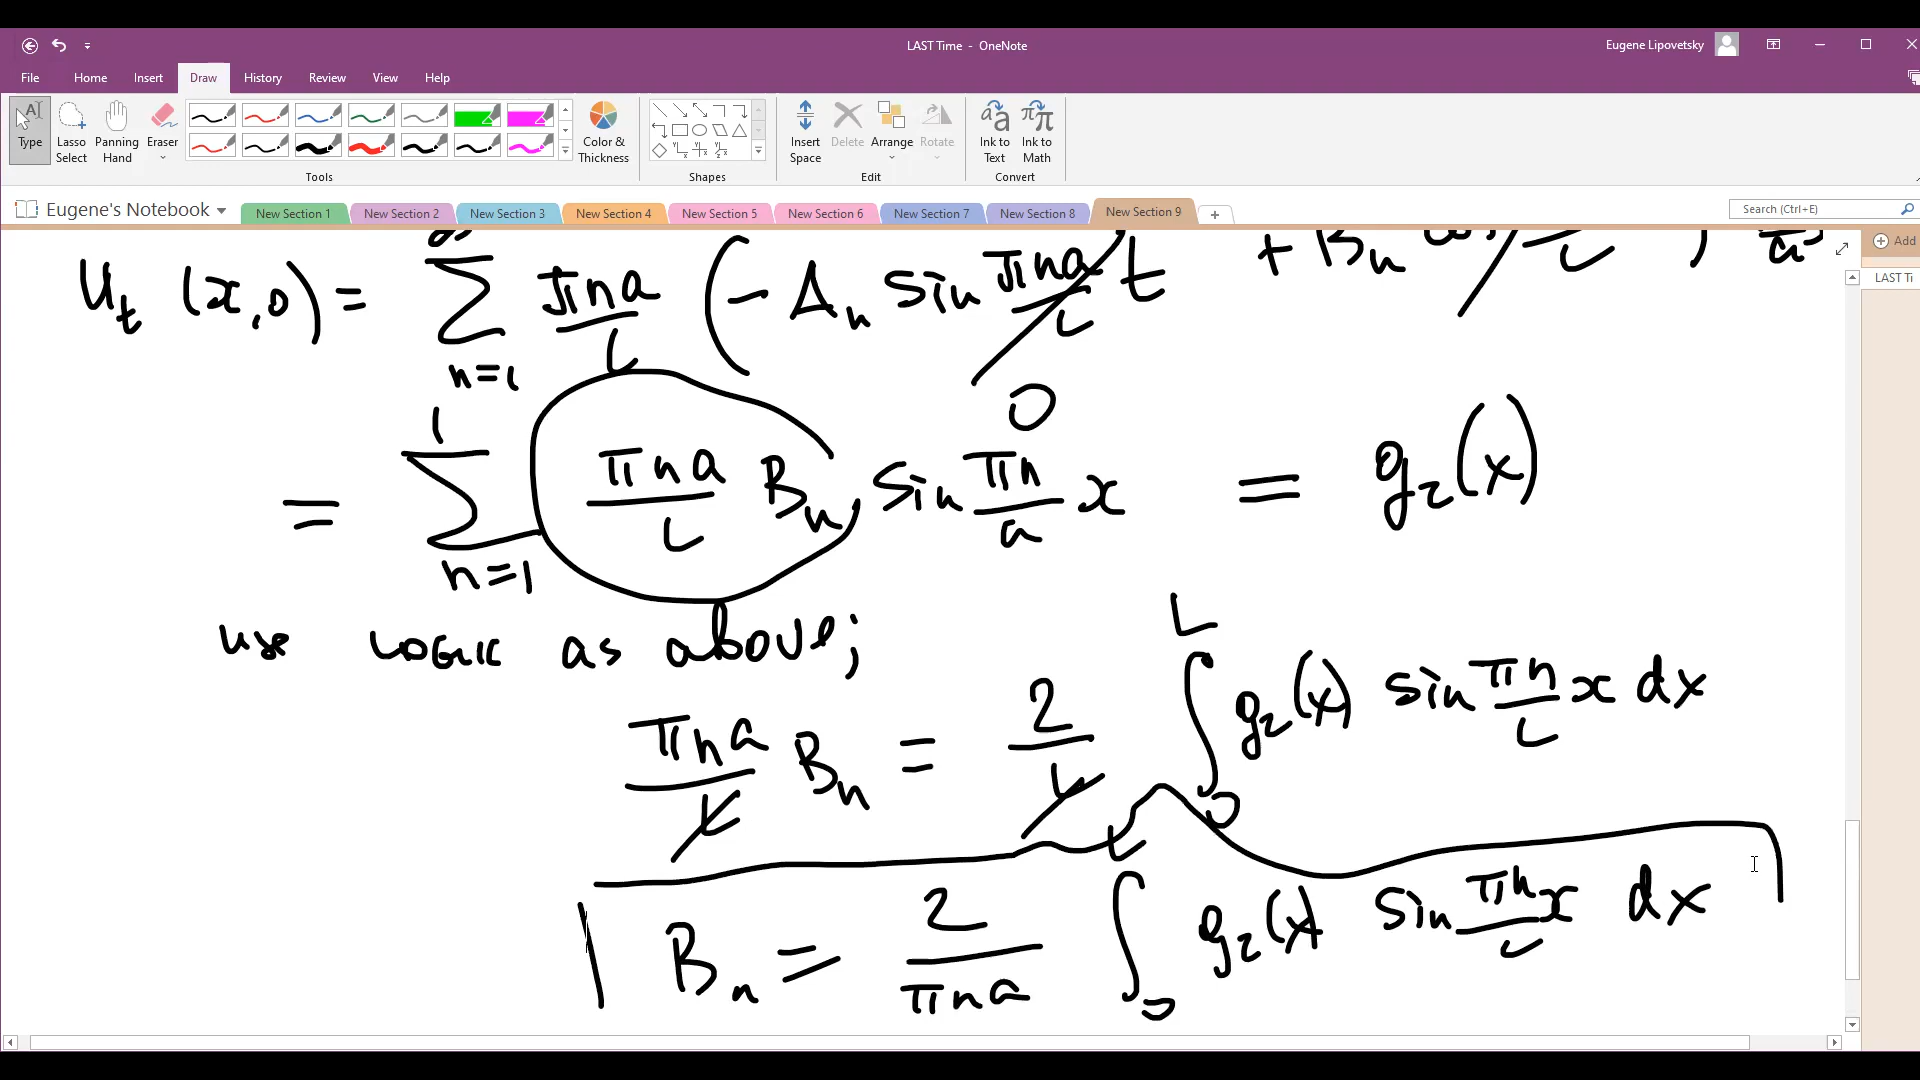 LAST Time - OneNote
Eugene Lipovetsky
File Home Insert Draw History Review View Help
Type
Lasso Select
Panning Hand
Eraser
Color & Thickness
Insert Space
Delete
Arrange
Rotate
Ink to Text
Ink to Math
Tools
Shapes
Edit
Convert
Eugene's Notebook
New Section 1
New Section 2
New Section 3
New Section 4
New Section 5
New Section 6
New Section 7
New Section 8
New Section 9
Search (Ctrl+E)
Add
LAST Ti
U_t (x,0) = ∑_{n=1}^{∞} πna/L (- A_n sin πna/L t + B_n
0
= ∑_{n=1}^{1} πna/L B_n sin πn/a x = g_2(x)
use Logic as above;
πna/L B_n = 2/L ∫_0^L g_2(x) sin πn/L x dx
B_n = 2/πna ∫_0^L g_2(x) sin πn/L x dx